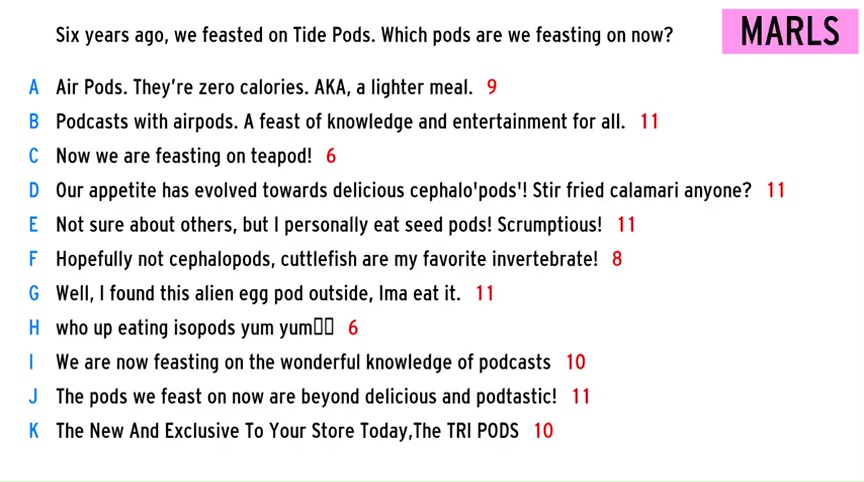 Six years ago, we feasted on Tide Pods. Which pods are we feasting on now?
MARLS
A Air Pods. They're zero calories. AKA, a lighter meal. 9
B Podcasts with airpods. A feast of knowledge and entertainment for all. 11
C Now we are feasting on teapod! 6
D Our appetite has evolved towards delicious cephalo'pods'! Stir fried calamari anyone? 11
E Not sure about others, but I personally eat seed pods! Scrumptious! 11
F Hopefully not cephalopods, cuttlefish are my favorite invertebrate! 8
G Well, I found this alien egg pod outside, Ima eat it. 11
H who up eating isopods yum yum▯▯ 6
I We are now feasting on the wonderful knowledge of podcasts 10
J The pods we feast on now are beyond delicious and podtastic! 11
K The New And Exclusive To Your Store Today,The TRI PODS 10